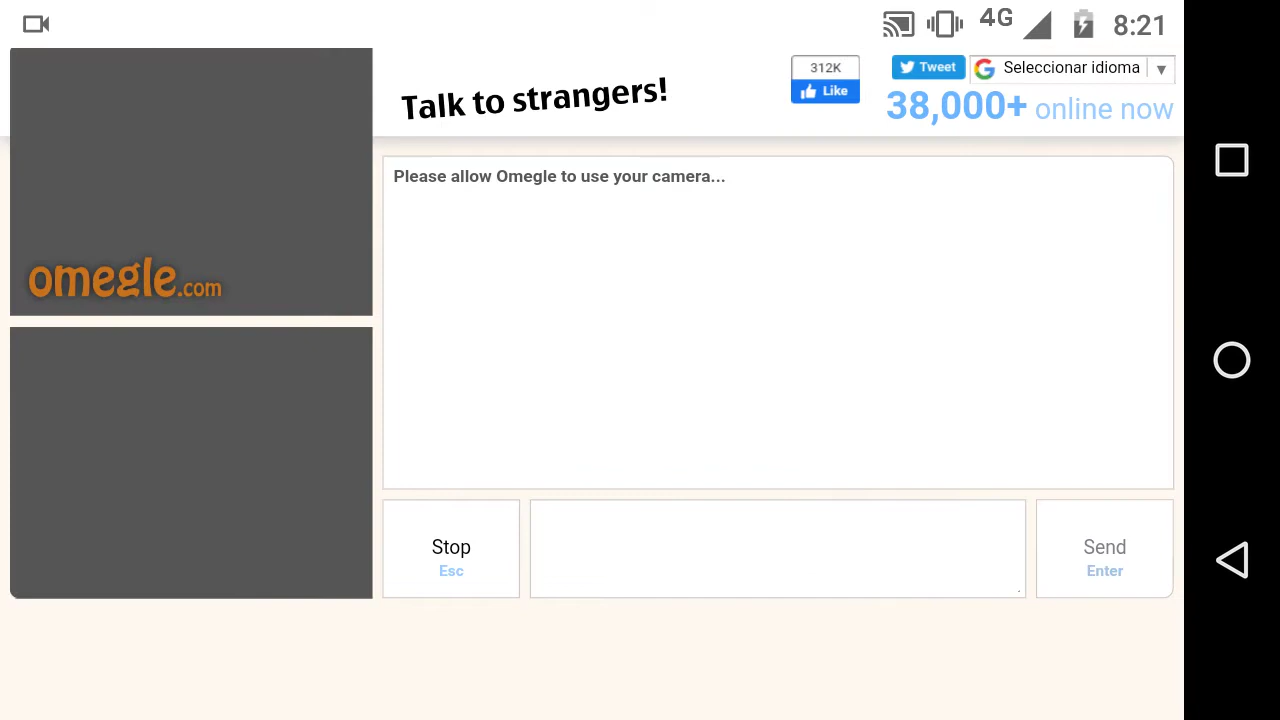 4G 8:21
Talk to strangers!
312K
Like
Tweet
Seleccionar idioma
38,000+ online now
omegle.com
Please allow Omegle to use your camera...
Stop
Esc
Send
Enter